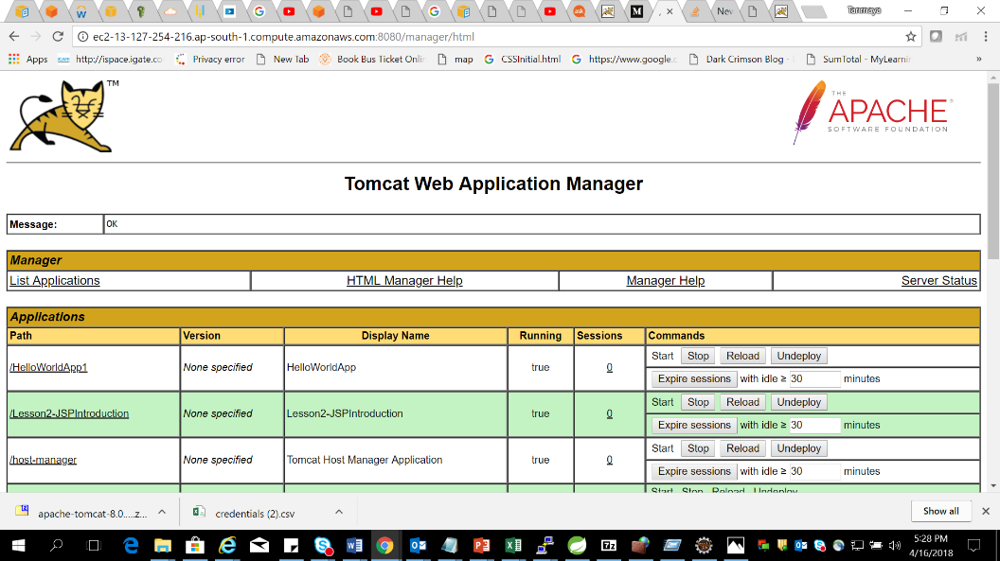 Tanmaya
ec2-13-127-254-216.ap-south-1.compute.amazonaws.com:8080/manager/html
Apps http://ispace.igate.co Privacy error New Tab Book Bus Ticket Onlin map CSSInitial.html https://www.google.c Dark Crimson Blog - SumTotal - MyLearnin »
TM
THE
APACHE
SOFTWARE FOUNDATION
Tomcat Web Application Manager
Message: OK
Manager
List Applications HTML Manager Help Manager Help Server Status
Applications
Path Version Display Name Running Sessions Commands
/HelloWorldApp1 None specified HelloWorldApp true 0 Start Stop Reload Undeploy
Expire sessions with idle ≥ 30 minutes
/Lesson2-JSPIntroduction None specified Lesson2-JSPIntroduction true 0 Start Stop Reload Undeploy
Expire sessions with idle ≥ 30 minutes
/host-manager None specified Tomcat Host Manager Application true 0 Start Stop Reload Undeploy
Expire sessions with idle ≥ 30 minutes
Start Stop Reload Undeploy
apache-tomcat-8.0.....z... credentials (2).csv Show all
5:28 PM
4/16/2018